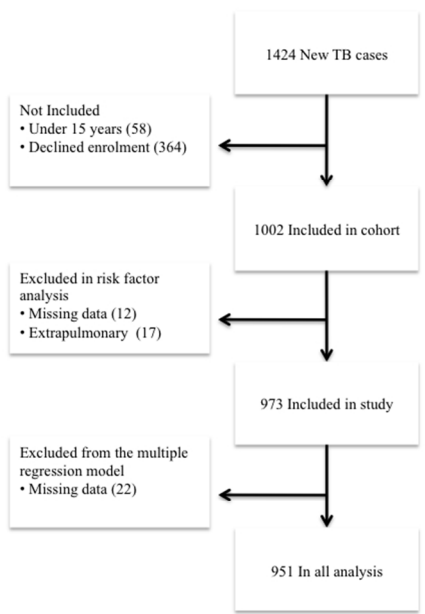 1424 New TB cases
Not Included
• Under 15 years (58)
• Declined enrolment (364)
1002 Included in cohort
Excluded in risk factor
analysis
• Missing data (12)
• Extrapulmonary (17)
973 Included in study
Excluded from the multiple
regression model
• Missing data (22)
951 In all analysis